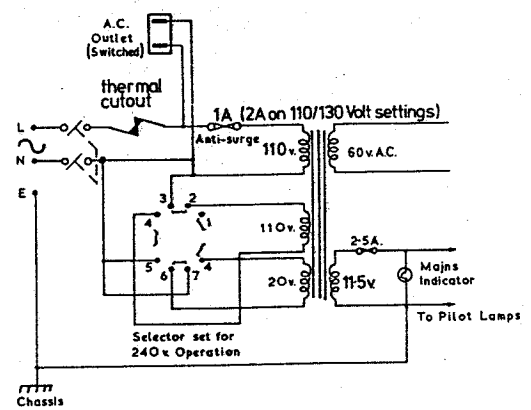 A.C.
Outlet
(Switched)
thermal
cutout
1A (2A on 110/130 Volt settings)
Anti-surge
L
N
E
110v.
60v. A.C.
3 2
4 1
110v.
5 6 7 4
20v.
2-5A.
11-5v.
Mains
Indicator
To Pilot Lamps
Selector set for
240v. Operation
Chassis